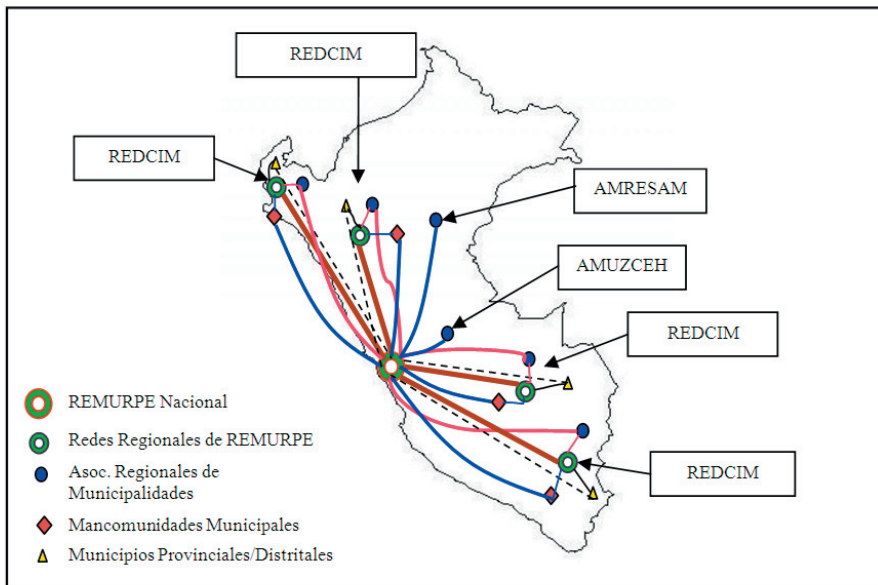 REDCIM
REDCIM
AMRESAM
AMUZCEH
REDCIM
REDCIM
REMURPE Nacional
Redes Regionales de REMURPE
Asoc. Regionales de
Municipalidades
Mancomunidades Municipales
Municipios Provinciales/Distritales